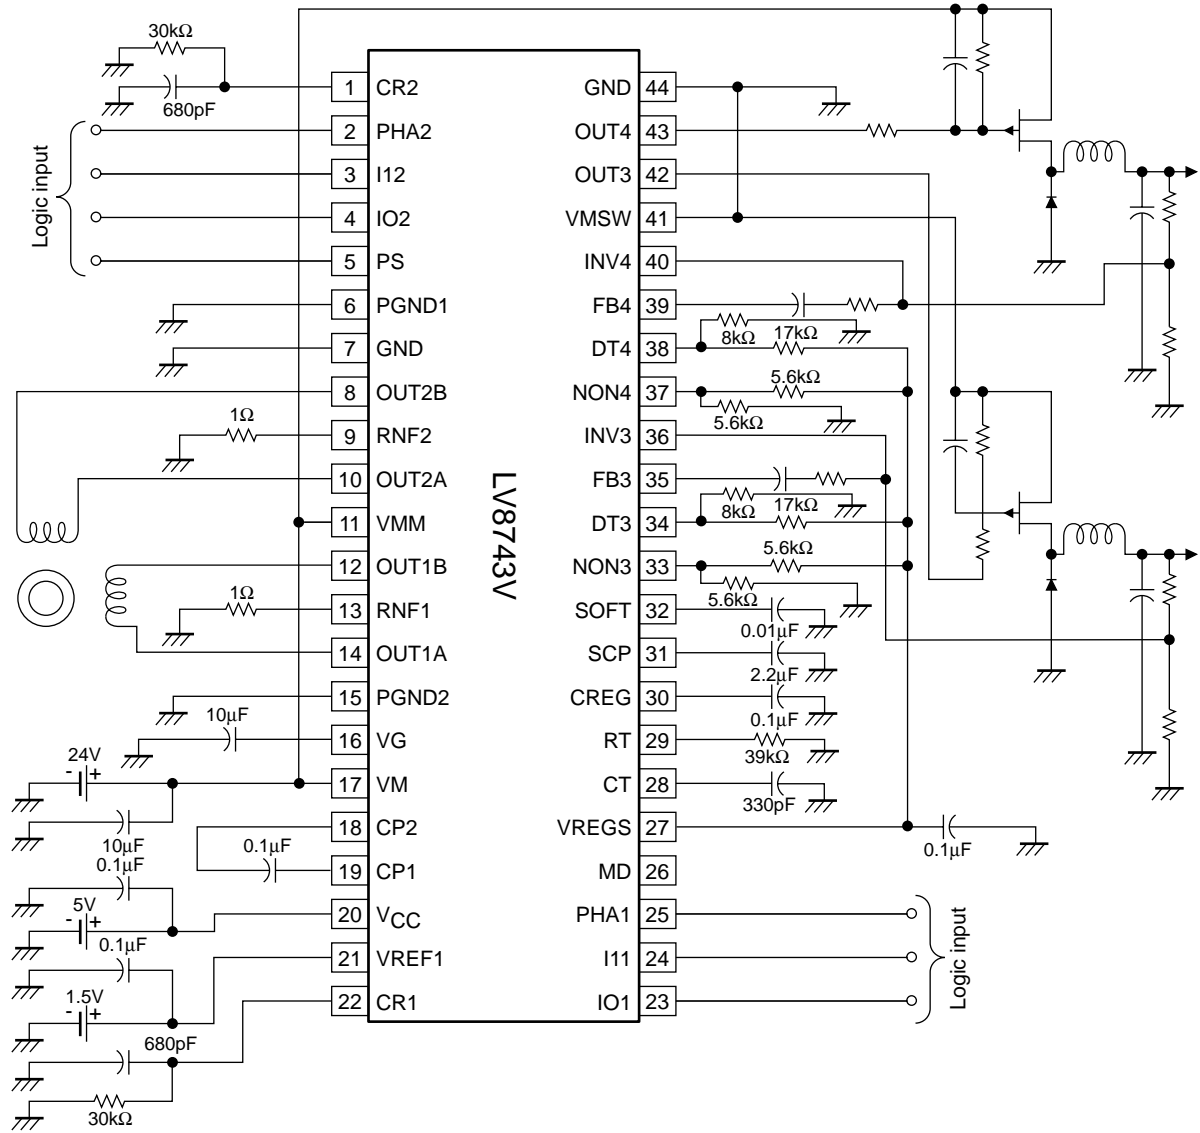 30kΩ
680pF
Logic input
1 CR2
2 PHA2
3 I12
4 IO2
5 PS
6 PGND1
7 GND
8 OUT2B
1Ω
9 RNF2
10 OUT2A
11 VMM
12 OUT1B
1Ω
13 RNF1
14 OUT1A
15 PGND2
10μF
16 VG
24V
- +
17 VM
10μF
18 CP2
0.1μF
19 CP1
0.1μF
5V
- +
20 VCC
0.1μF
21 VREF1
1.5V
- +
22 CR1
680pF
30kΩ
LV8743V
GND 44
OUT4 43
OUT3 42
VMSW 41
INV4 40
FB4 39
8kΩ
17kΩ
DT4 38
5.6kΩ
NON4 37
5.6kΩ
INV3 36
FB3 35
8kΩ
17kΩ
DT3 34
5.6kΩ
NON3 33
5.6kΩ
SOFT 32
0.01μF
SCP 31
2.2μF
CREG 30
0.1μF
RT 29
39kΩ
CT 28
330pF
VREGS 27
0.1μF
MD 26
PHA1 25
I11 24
IO1 23
Logic input